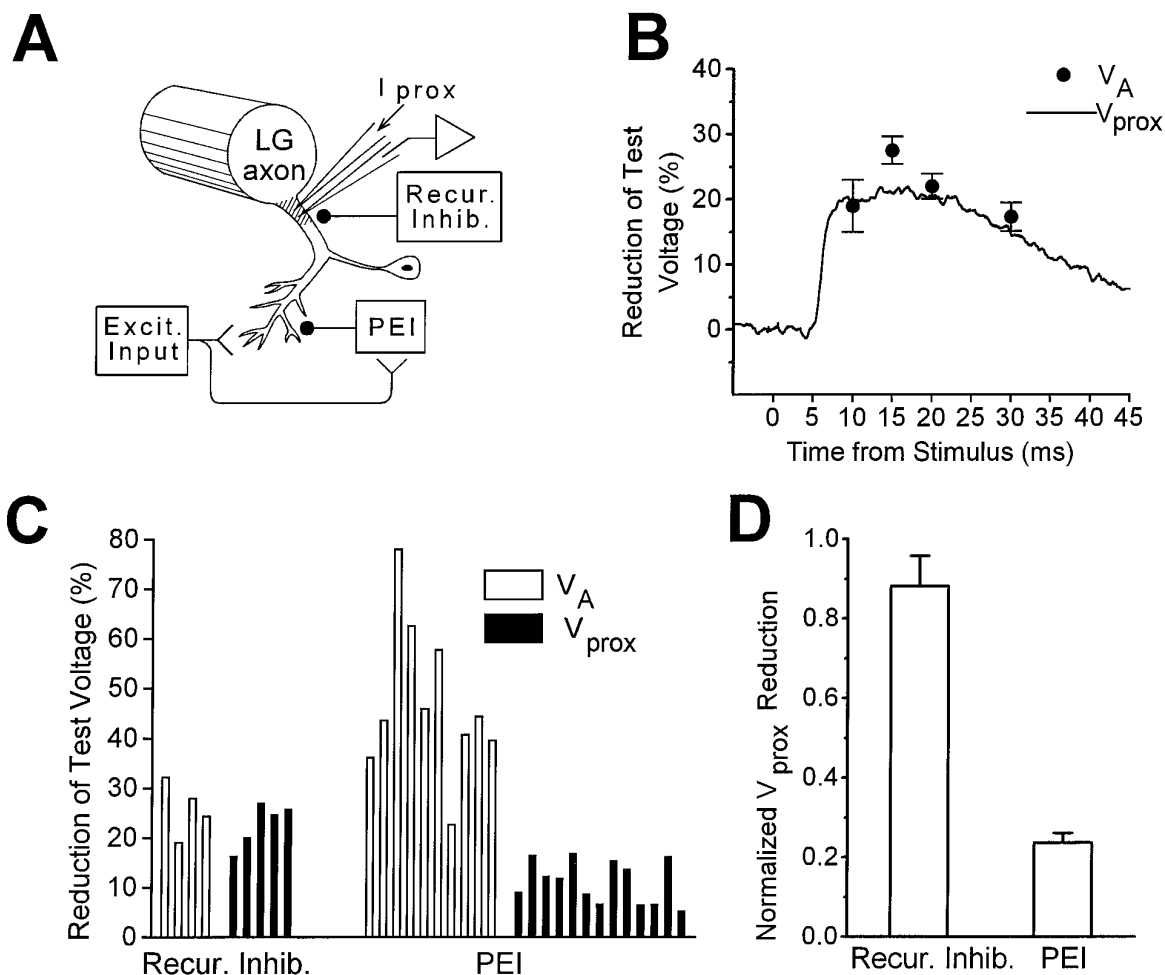 A
I prox
LG
axon
Recur.
Inhib.
Excit.
Input
PEI
B
Reduction of Test
Voltage (%)
40
30
20
10
0
V_A
V_prox
0 5 10 15 20 25 30 35 40 45
Time from Stimulus (ms)
C
Reduction of Test Voltage (%)
80
70
60
50
40
30
20
10
0
V_A
V_prox
Recur. Inhib. PEI
D
Normalized V_prox Reduction
1.0
0.8
0.6
0.4
0.2
0.0
Recur. Inhib. PEI